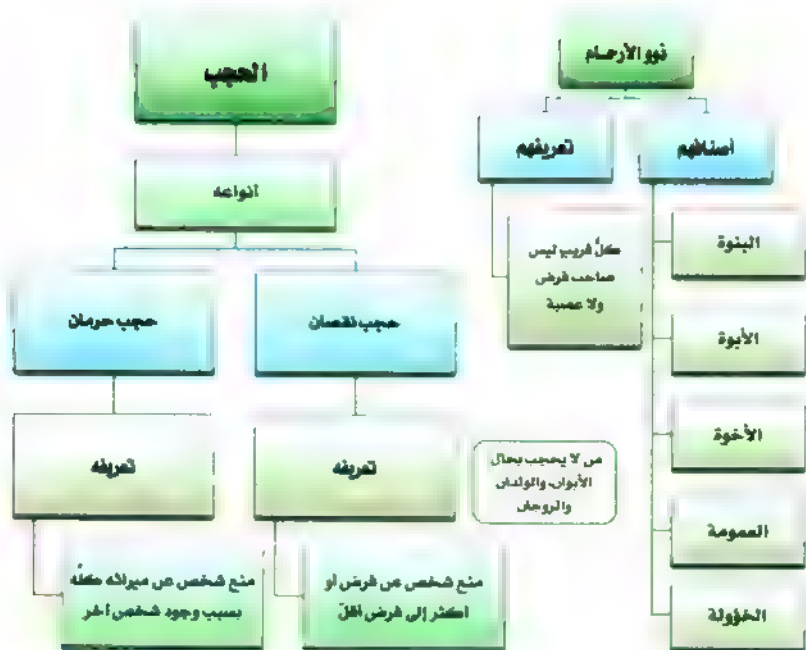 ذوو الأرحام
أصنافهم
تعريفهم
البنوة
الأبوة
الأخوة
العمومة
الخؤولة
كلُّ قريب ليس
صاحب فرض
ولا عصبة
الحجب
أنواعه
حجب نقصان
حجب حرمان
تعريفه
تعريفه
منع شخص عن فرض أو
أكثر إلى فرض أقلّ
منع شخص عن ميراثه كلّه
بسبب وجود شخص آخر
من لا يحجب بحال
الأبوان والولدان
والزوجان